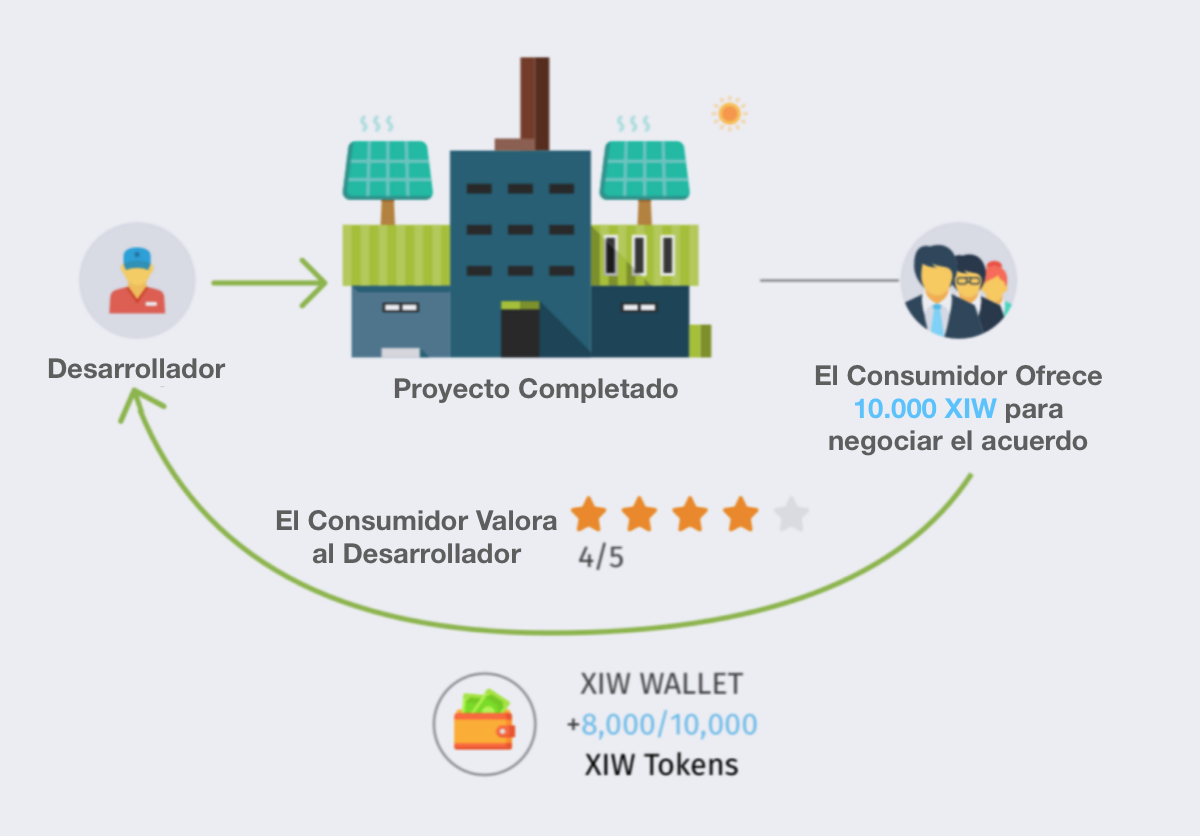 Desarrollador
Proyecto Completado
El Consumidor Ofrece
10.000 XIW para
negociar el acuerdo
El Consumidor Valora
al Desarrollador
4/5
XIW WALLET
+8,000/10,000
XIW Tokens